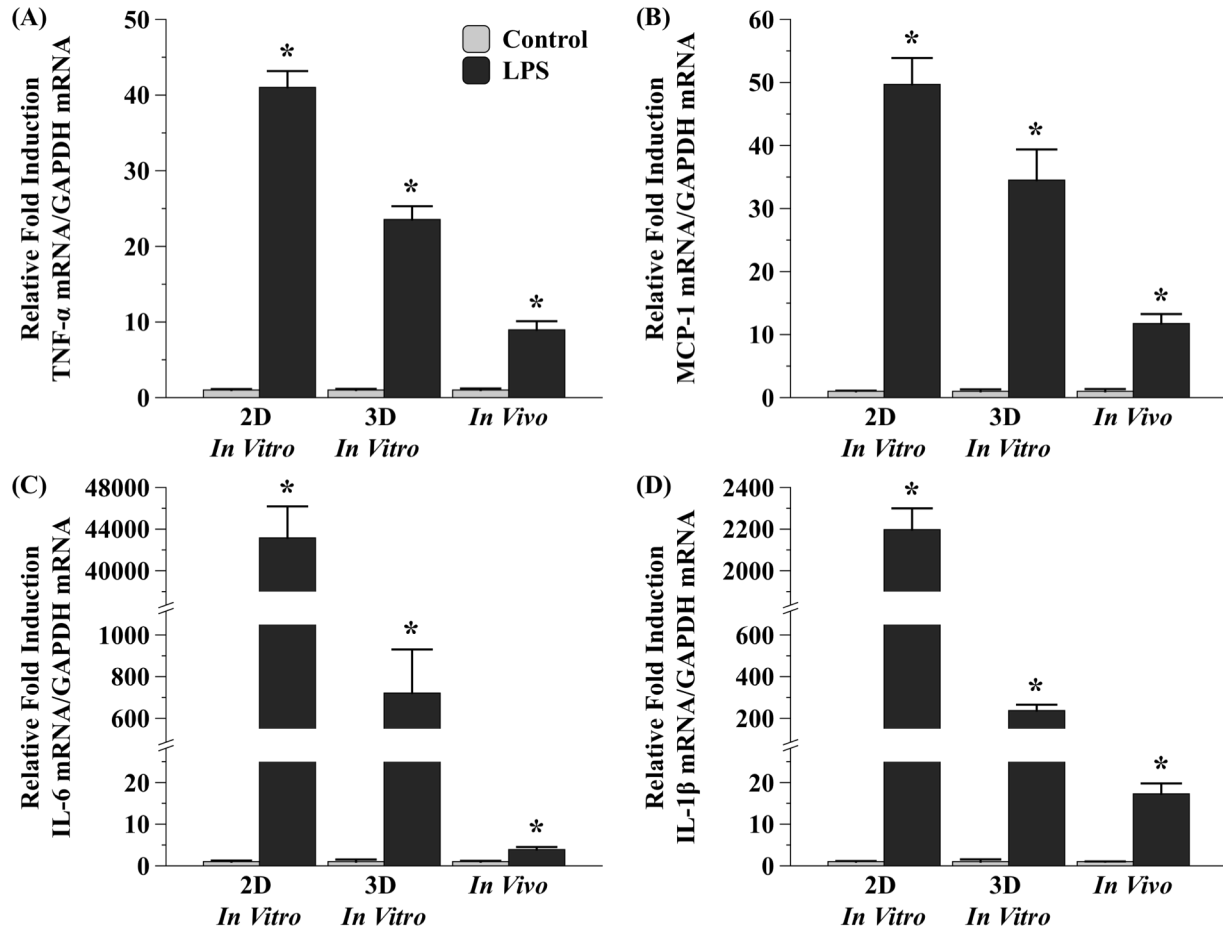 (A)
Relative Fold Induction
TNF-α mRNA/GAPDH mRNA
50
40
30
20
10
0
Control
LPS
*
*
*
2D
In Vitro
3D
In Vitro
In Vivo
(B)
Relative Fold Induction
MCP-1 mRNA/GAPDH mRNA
60
50
40
30
20
10
0
*
*
*
2D
In Vitro
3D
In Vitro
In Vivo
(C)
Relative Fold Induction
IL-6 mRNA/GAPDH mRNA
48000
44000
40000
1000
800
600
20
10
0
*
*
*
2D
In Vitro
3D
In Vitro
In Vivo
(D)
Relative Fold Induction
IL-1β mRNA/GAPDH mRNA
2400
2200
2000
600
400
200
20
10
0
*
*
*
2D
In Vitro
3D
In Vitro
In Vivo